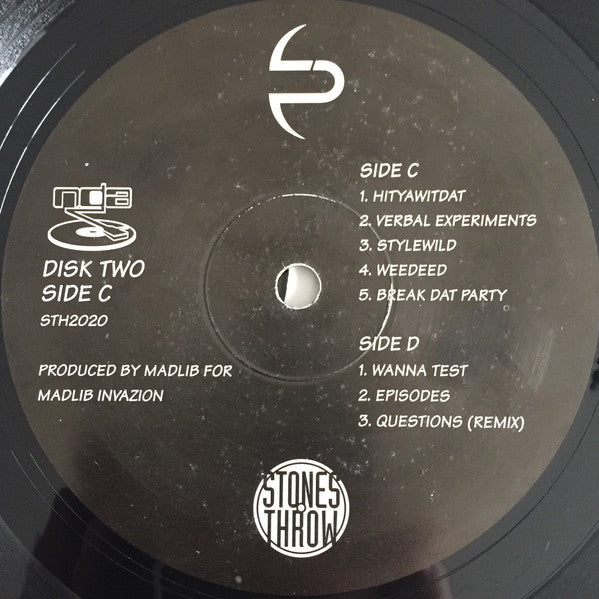 NDA
DISK TWO
SIDE C
STH2020
PRODUCED BY MADLIB FOR
MADLIB INVAZION
SIDE C
1. HITYAWITDAT
2. VERBAL EXPERIMENTS
3. STYLEWILD
4. WEEDEED
5. BREAK DAT PARTY
SIDE D
1. WANNA TEST
2. EPISODES
3. QUESTIONS (REMIX)
STONES
THROW